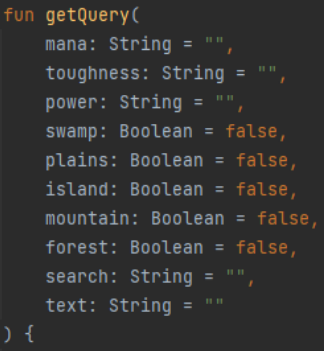 fun getQuery(
    mana: String = "",
    toughness: String = "",
    power: String = "",
    swamp: Boolean = false,
    plains: Boolean = false,
    island: Boolean = false,
    mountain: Boolean = false,
    forest: Boolean = false,
    search: String = "",
    text: String = ""
) {